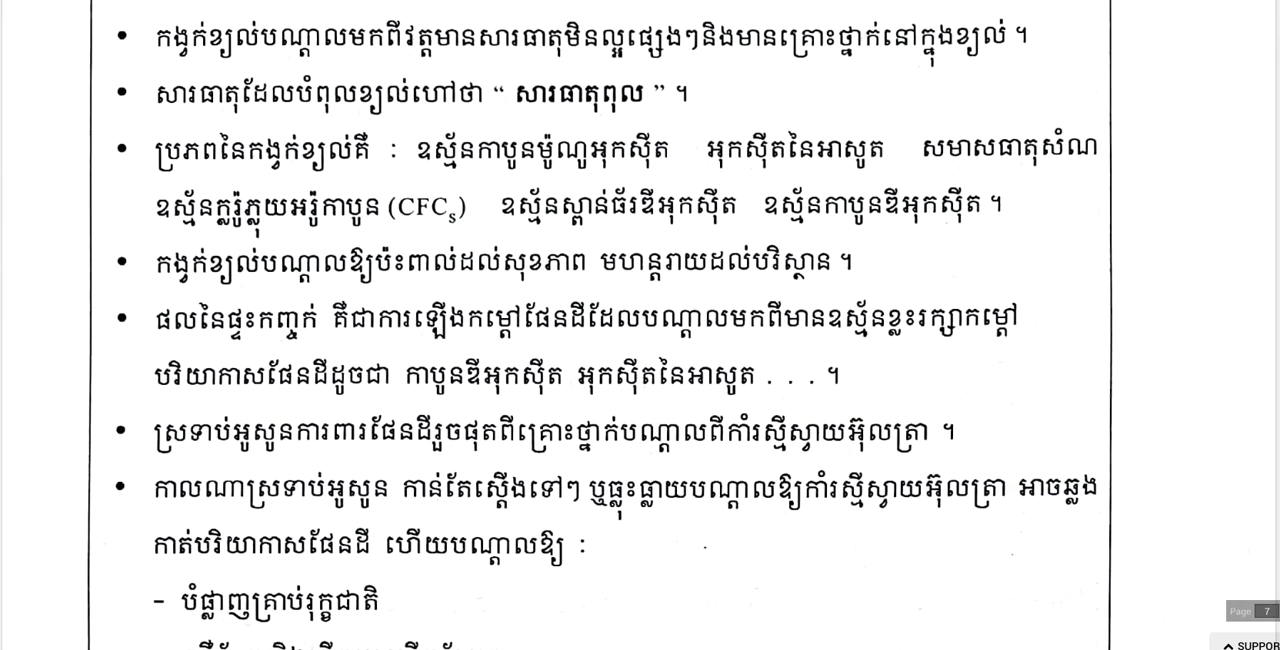 • កង្វក់ខ្យល់បណ្ដាលមកពីវត្តមានសារធាតុមិនល្អផ្សេងៗនិងមានគ្រោះថ្នាក់នៅក្នុងខ្យល់ ។
• សារធាតុដែលបំពុលខ្យល់ហៅថា “ សារធាតុពុល ” ។
• ប្រភពនៃកង្វក់ខ្យល់គឺ : ឧស្ម័នកាបូនម៉ូណូអុកស៊ីត អុកស៊ីតនៃអាសូត សមាសធាតុសំណ
ឧស្ម័នក្លរ៉ូភ្លុយអរ៉ូកាបូន (CFCs) ឧស្ម័នស្ពាន់ធ័រឌីអុកស៊ីត ឧស្ម័នកាបូនឌីអុកស៊ីត ។
• កង្វក់ខ្យល់បណ្ដាលឱ្យប៉ះពាល់ដល់សុខភាព មហន្តរាយដល់បរិស្ថាន ។
• ផលនៃផ្ទះកញ្ចក់ គឺជាការឡើងកម្ដៅផែនដីដែលបណ្ដាលមកពីមានឧស្ម័នខ្លះរក្សាកម្ដៅ
បរិយាកាសផែនដីដូចជា កាបូនឌីអុកស៊ីត អុកស៊ីតនៃអាសូត . . . ។
• ស្រទាប់អូសូនការពារផែនដីរួចផុតពីគ្រោះថ្នាក់បណ្ដាលពីកាំរស្មីស្វាយអ៊ុលត្រា ។
• កាលណាស្រទាប់អូសូន កាន់តែស្ដើងទៅៗ ឬធ្លុះធ្លាយបណ្ដាលឱ្យកាំរស្មីស្វាយអ៊ុលត្រា អាចឆ្លង
កាត់បរិយាកាសផែនដី ហើយបណ្ដាលឱ្យ :
- បំផ្លាញគ្រាប់រុក្ខជាតិ
Page 7
SUPPOR